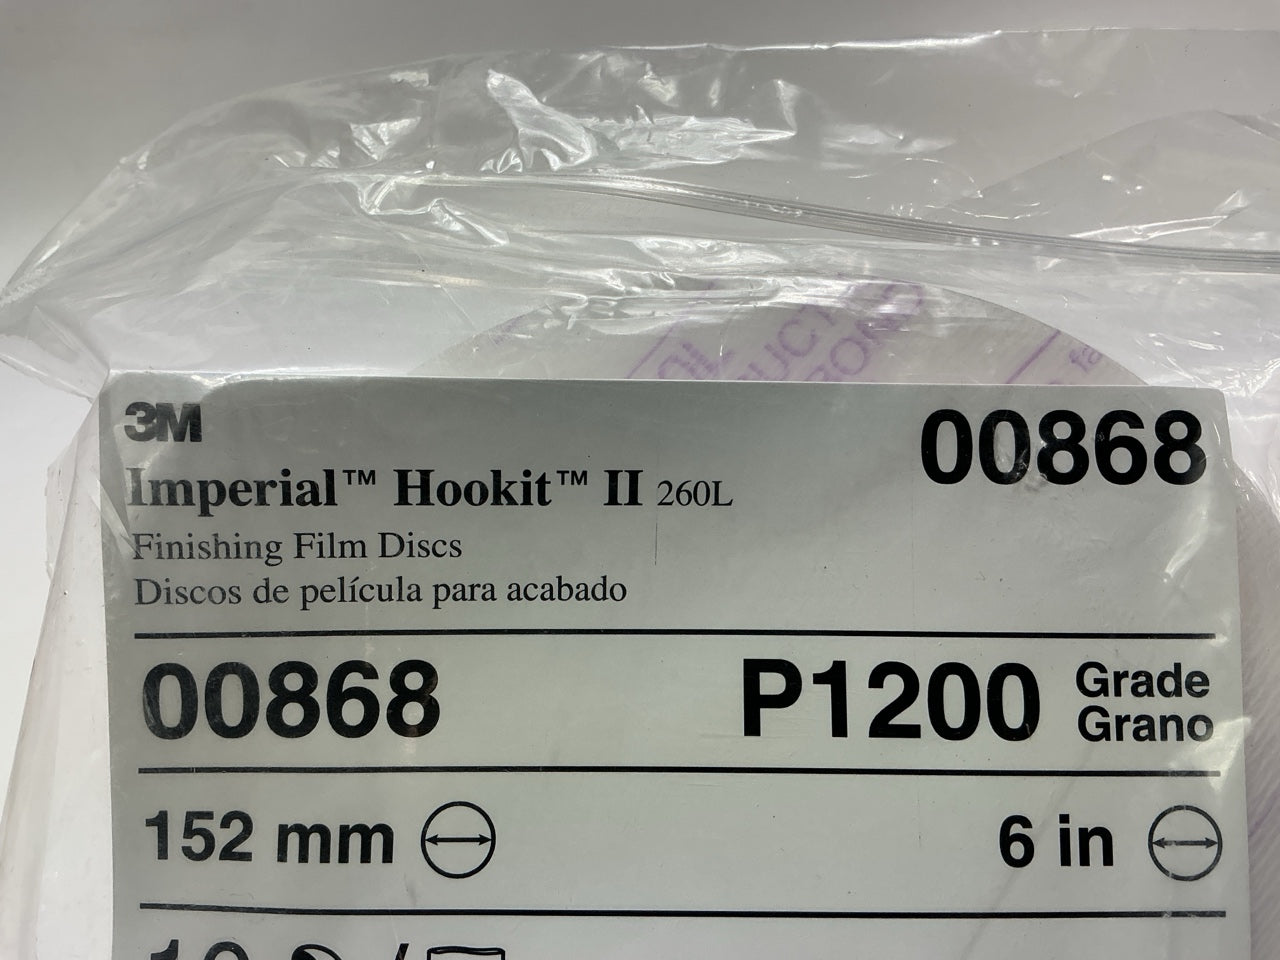 UCT
3M
00868
Imperial™ Hookit™ II 260L
Finishing Film Discs
Discos de película para acabado
00868
P1200 Grade
Grano
152 mm
6 in